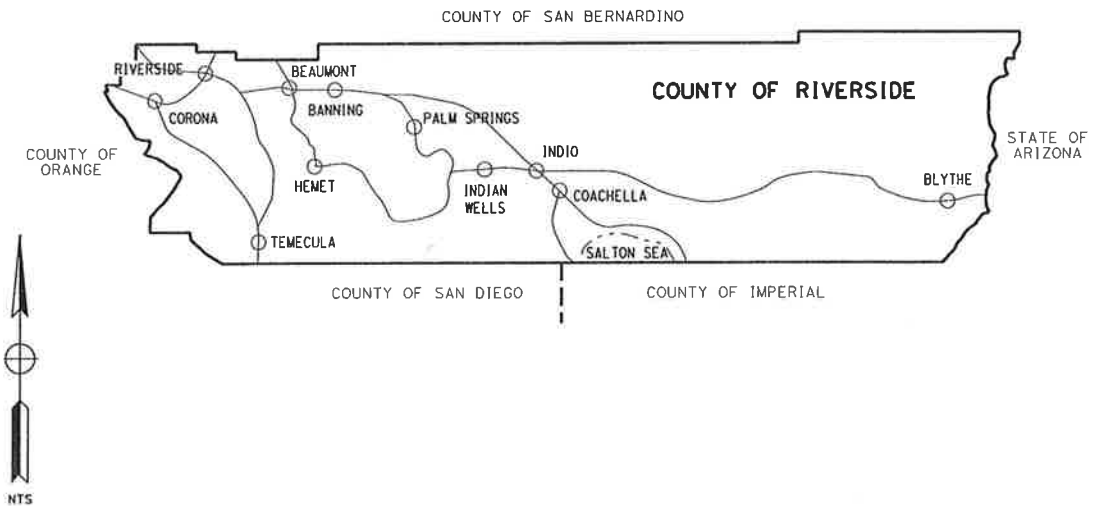 COUNTY OF SAN BERNARDINO
RIVERSIDE
BEAUMONT
COUNTY OF RIVERSIDE
CORONA
BANNING
PALM SPRINGS
STATE OF
ARIZONA
COUNTY OF
ORANGE
INDIO
HEMET
INDIAN
WELLS
COACHELLA
BLYTHE
TEMECULA
SALTON SEA
COUNTY OF SAN DIEGO
COUNTY OF IMPERIAL
NTS